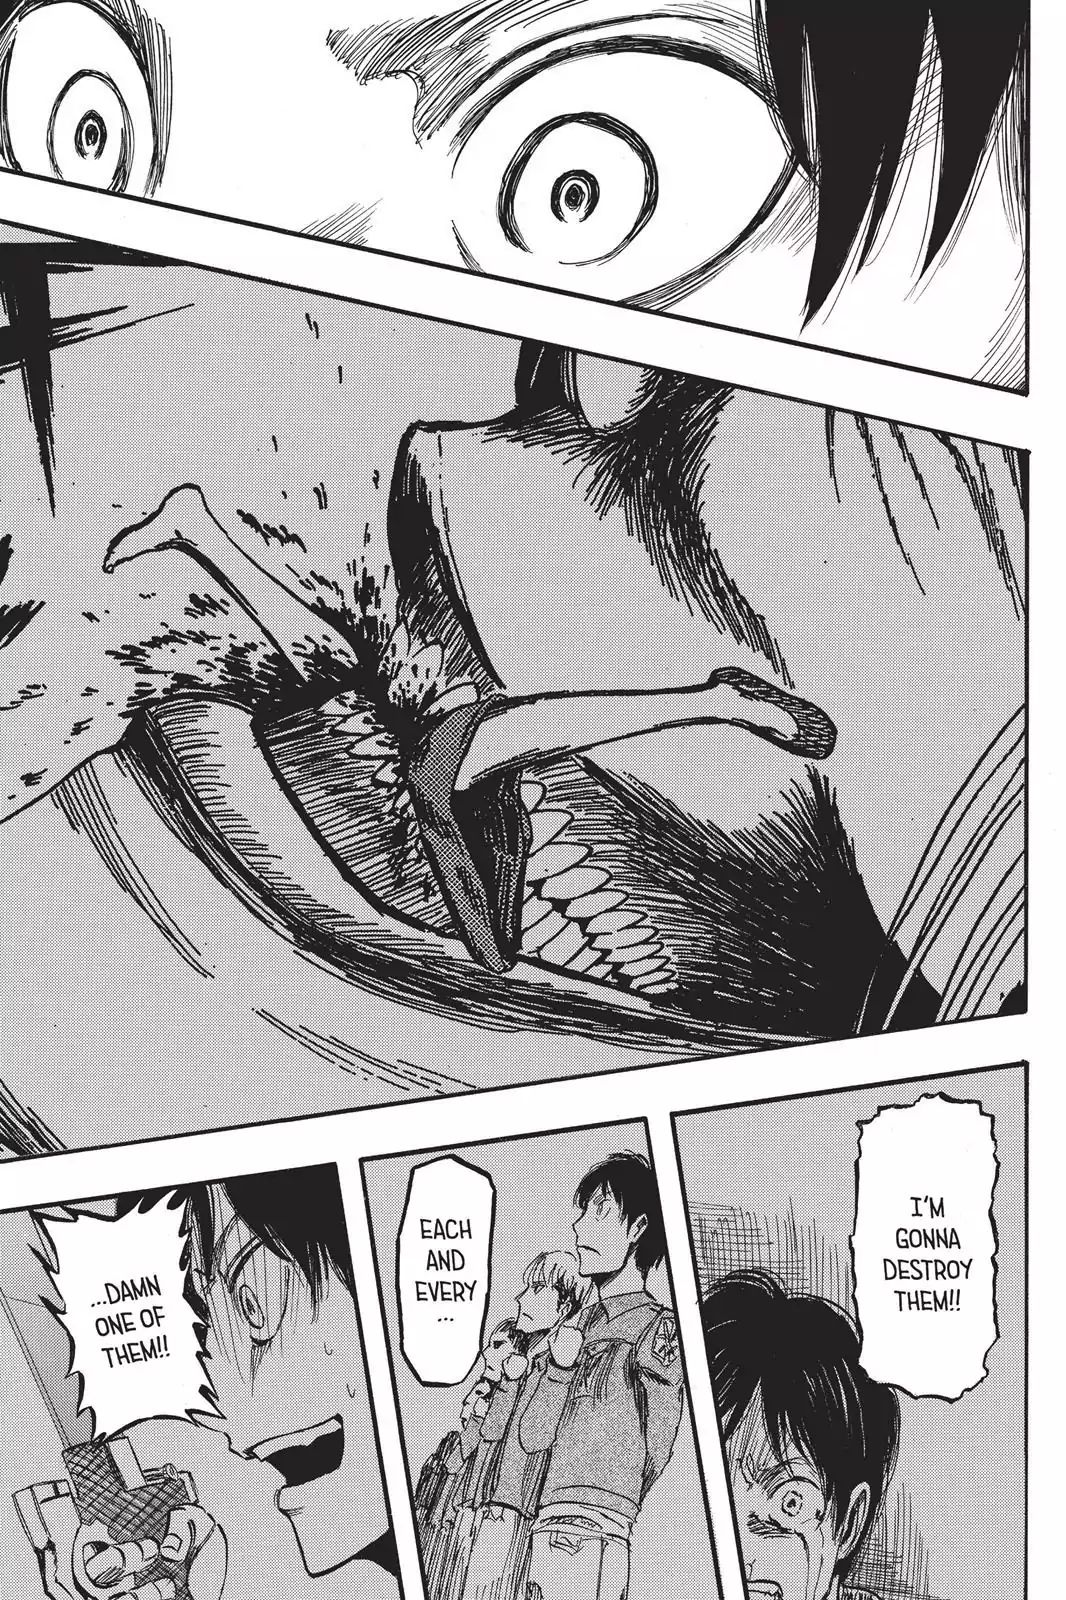 I'M
GONNA
DESTROY
THEM!!
EACH
AND
EVERY
...
...DAMN
ONE OF
THEM!!